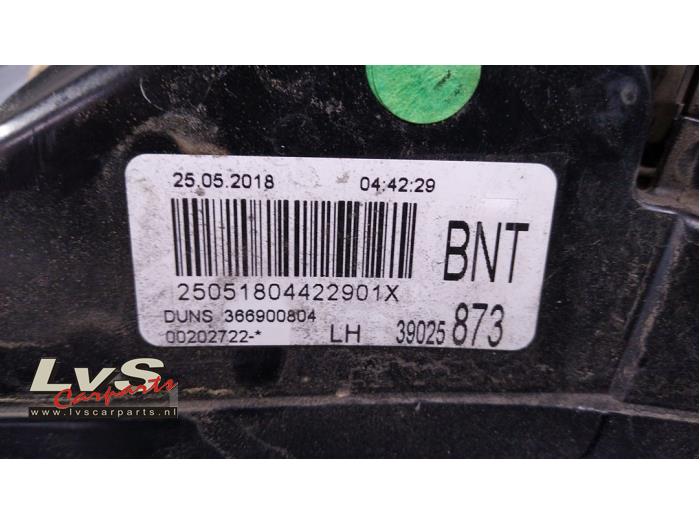 25.05.2018 04:42:29
BNT
25051804422901X
DUNS 366900804
00202722-* LH 39025 873
LvS
Carparts
www.lvscarparts.nl